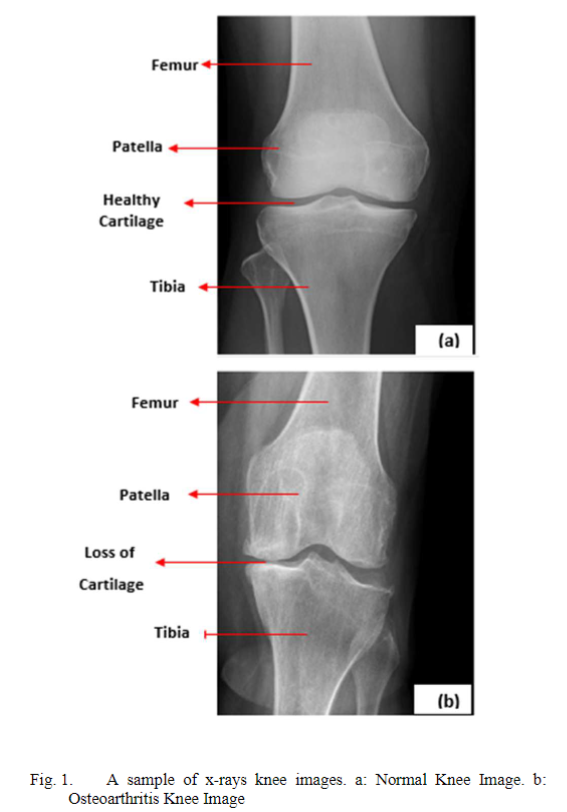 Femur
Patella
Healthy
Cartilage
Tibia
(a)
Femur
Patella
Loss of
Cartilage
Tibia
(b)
Fig. 1. A sample of x-rays knee images. a: Normal Knee Image. b:
Osteoarthritis Knee Image